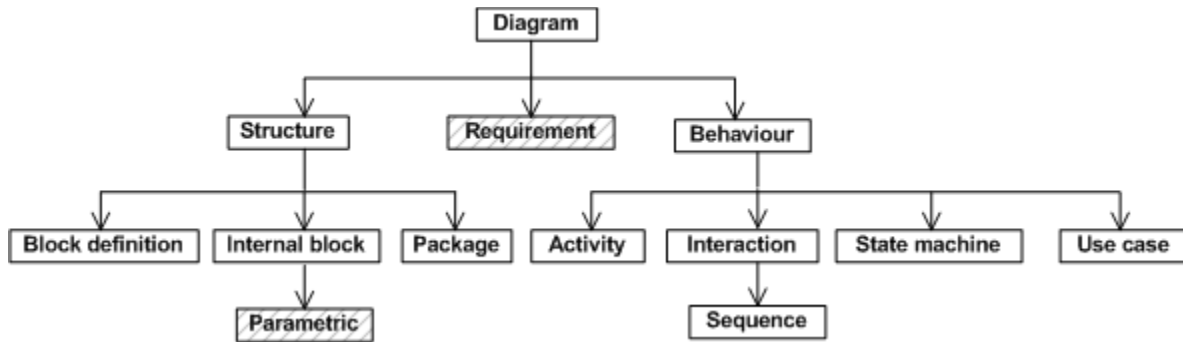 Diagram
Structure
Requirement
Behaviour
Block definition
Internal block
Package
Activity
Interaction
State machine
Use case
Parametric
Sequence